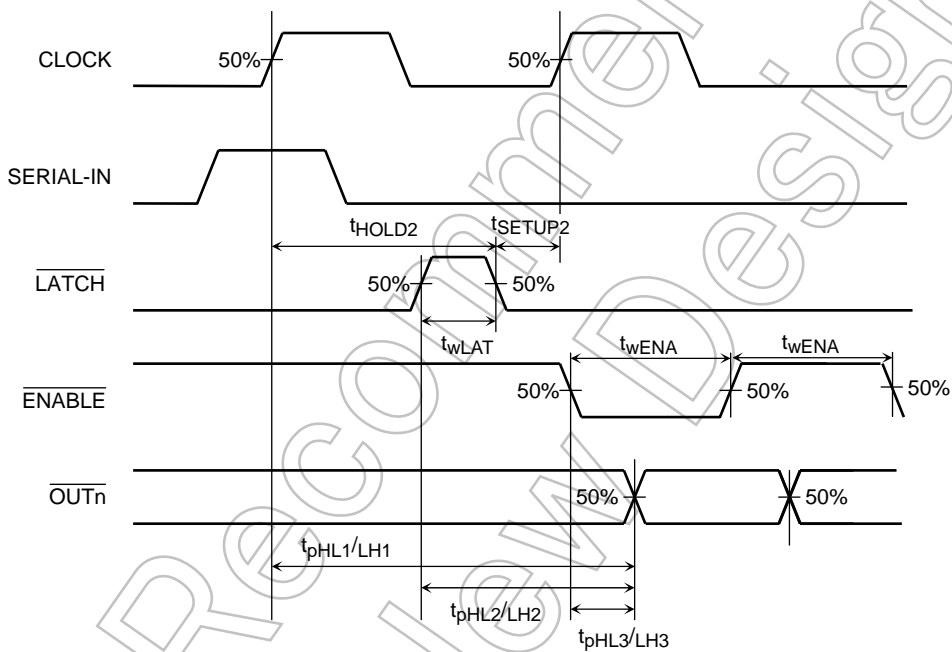 CLOCK
50%
50%
SERIAL-IN
tHOLD2
tSETUP2
LATCH
50%
50%
twLAT
twENA
twENA
ENABLE
50%
50%
50%
OUTn
50%
50%
tpHL1/LH1
tpHL2/LH2
tpHL3/LH3